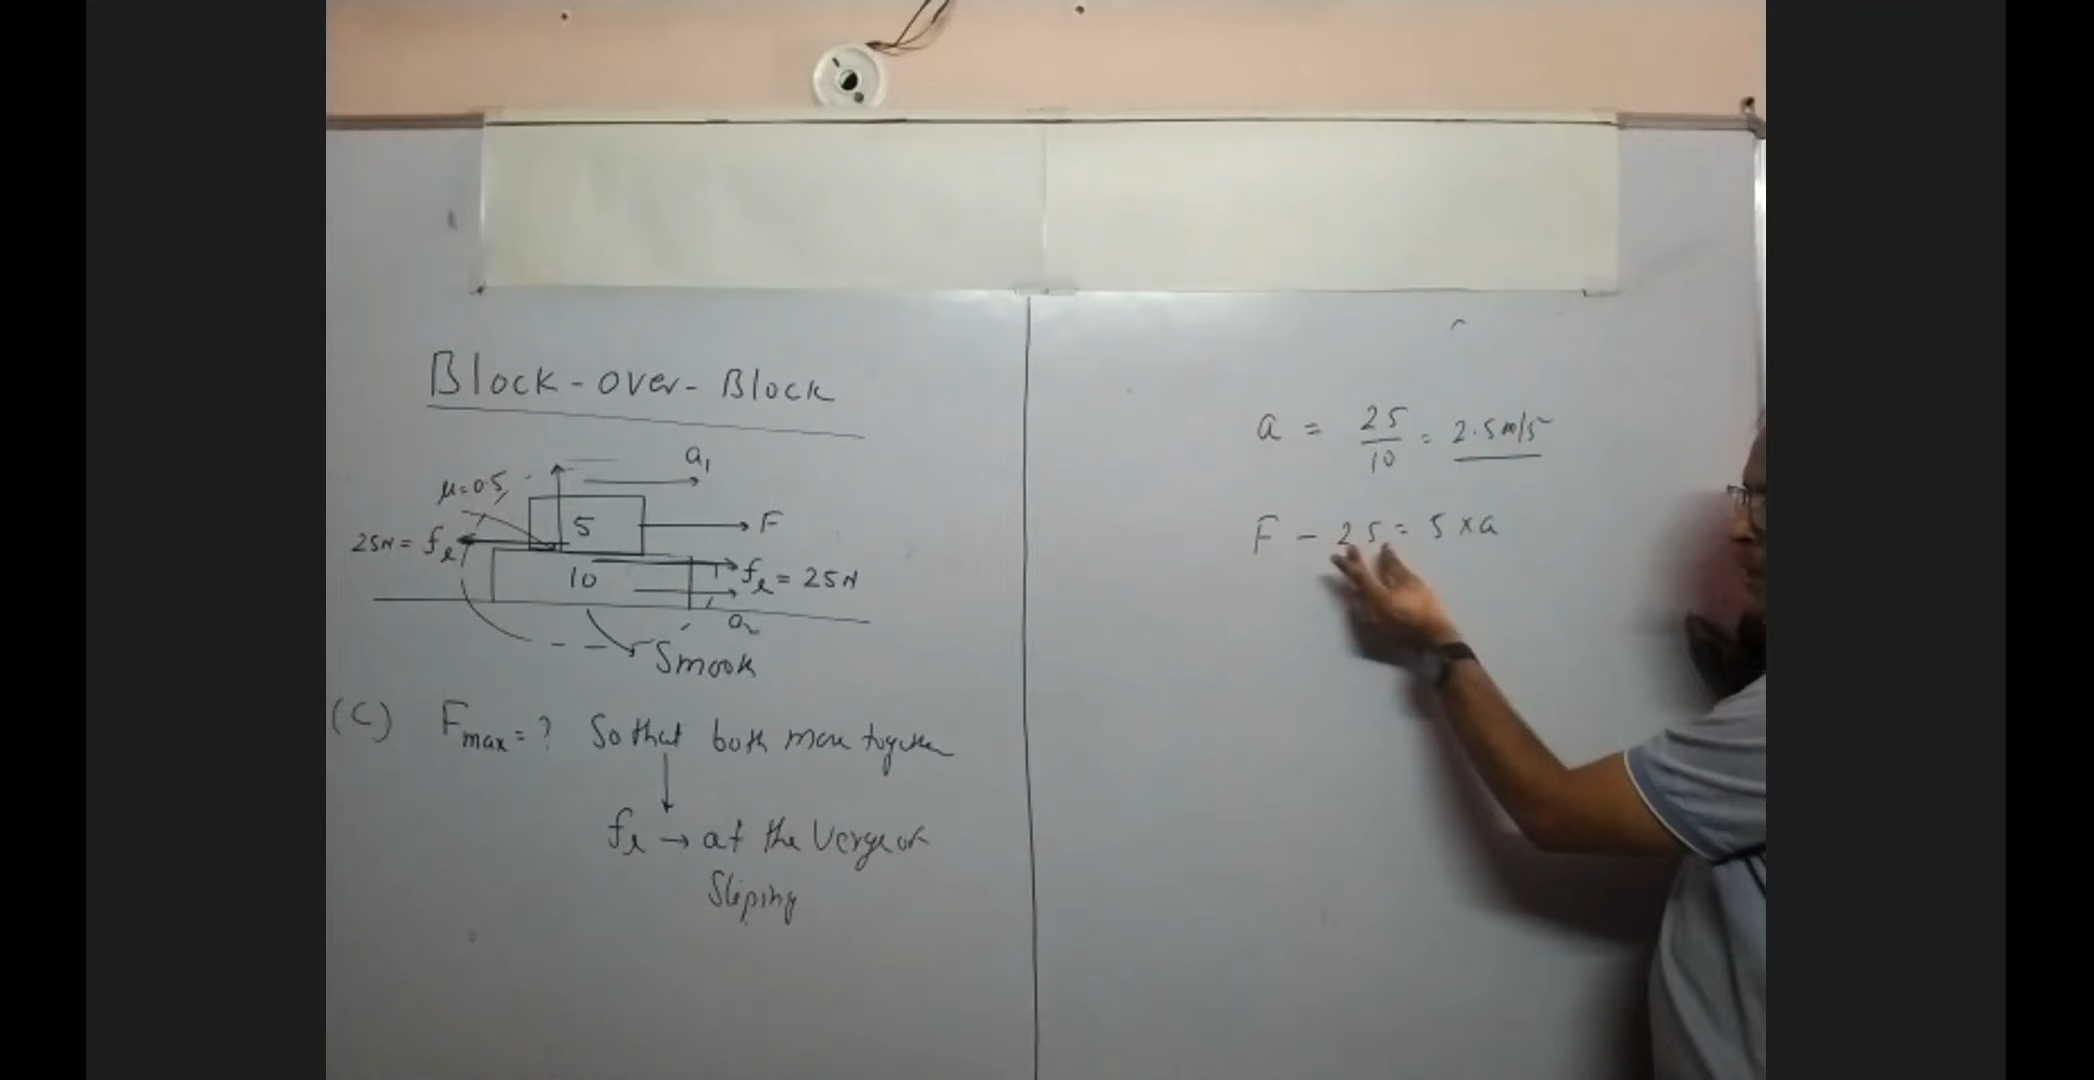 Block-over-Block
a₁
μ=0.5
5
F
25N = fₗ
10
fₗ = 25N
a₂
Smooth
(C) Fmax=? So that both move together
fₗ → at the verge of
Sliping
a = 25/10 = 2.5 m/s²
F - 25 = 5 × a